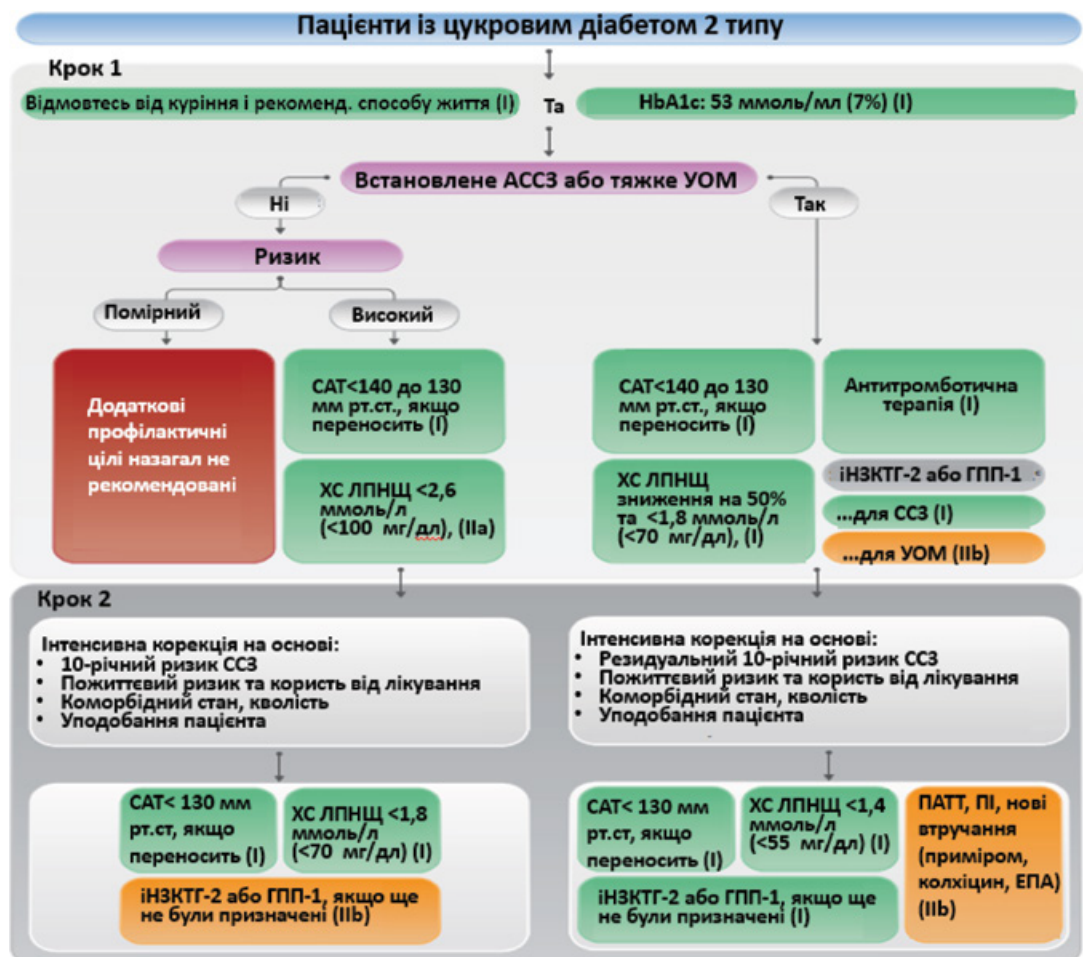 Пацієнти із цукровим діабетом 2 типу
Крок 1
Відмовтесь від куріння і рекоменд. способу життя (I)
Та
HbA1c: 53 ммоль/мл (7%) (I)
Встановлене АССЗ або тяжке УОМ
Ні
Так
Ризик
Помірний
Високий
Додаткові
профілактичні
цілі назагал не
рекомендовані
САТ<140 до 130
мм рт.ст., якщо
переносить (I)
ХС ЛПНЩ <2,6
ммоль/л
(<100 мг/дл), (IIa)
САТ<140 до 130
мм рт.ст., якщо
переносить (I)
ХС ЛПНЩ
зниження на 50%
та <1,8 ммоль/л
(<70 мг/дл), (I)
Антитромботична
терапія (I)
іНЗКТГ-2 або ГПП-1
...для ССЗ (I)
...для УОМ (IIb)
Крок 2
Інтенсивна корекція на основі:
• 10-річний ризик ССЗ
• Пожиттєвий ризик та користь від лікування
• Коморбідний стан, кволість
• Уподобання пацієнта
Інтенсивна корекція на основі:
• Резидуальний 10-річний ризик ССЗ
• Пожиттєвий ризик та користь від лікування
• Коморбідний стан, кволість
• Уподобання пацієнта
САТ< 130 мм
рт.ст, якщо
переносить (I)
ХС ЛПНЩ <1,8
ммоль/л
(<70 мг/дл) (I)
іНЗКТГ-2 або ГПП-1, якщо ще
не були призначені (IIb)
САТ< 130 мм
рт.ст, якщо
переносить (I)
ХС ЛПНЩ <1,4
ммоль/л
(<55 мг/дл) (I)
іНЗКТГ-2 або ГПП-1, якщо ще
не були призначені (I)
ПАТТ, ПІ, нові
втручання
(приміром,
колхіцин, ЕПА)
(IIb)